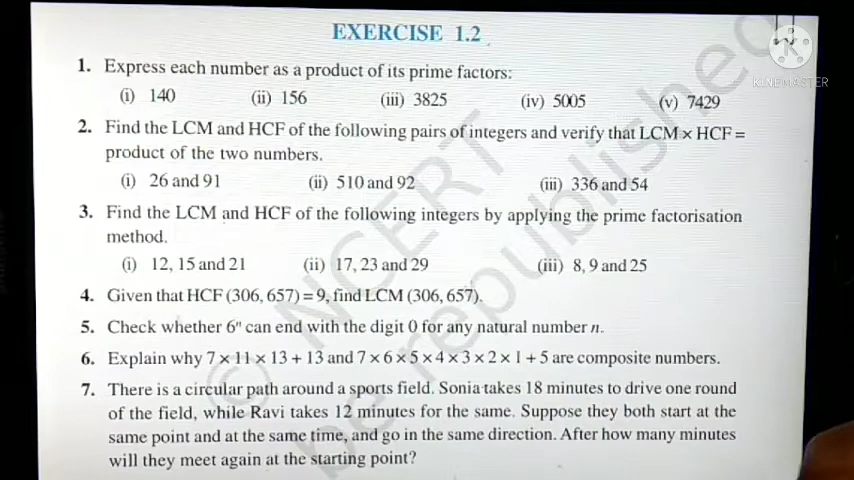 EXERCISE 1.2
1. Express each number as a product of its prime factors:
(i) 140 (ii) 156 (iii) 3825 (iv) 5005 (v) 7429
2. Find the LCM and HCF of the following pairs of integers and verify that LCM × HCF =
product of the two numbers.
(i) 26 and 91 (ii) 510 and 92 (iii) 336 and 54
3. Find the LCM and HCF of the following integers by applying the prime factorisation
method.
(i) 12, 15 and 21 (ii) 17, 23 and 29 (iii) 8, 9 and 25
4. Given that HCF (306, 657) = 9, find LCM (306, 657).
5. Check whether 6ⁿ can end with the digit 0 for any natural number n.
6. Explain why 7 × 11 × 13 + 13 and 7 × 6 × 5 × 4 × 3 × 2 × 1 + 5 are composite numbers.
7. There is a circular path around a sports field. Sonia takes 18 minutes to drive one round
of the field, while Ravi takes 12 minutes for the same. Suppose they both start at the
same point and at the same time, and go in the same direction. After how many minutes
will they meet again at the starting point?
© NCERT
be republished
K
KINEMASTER